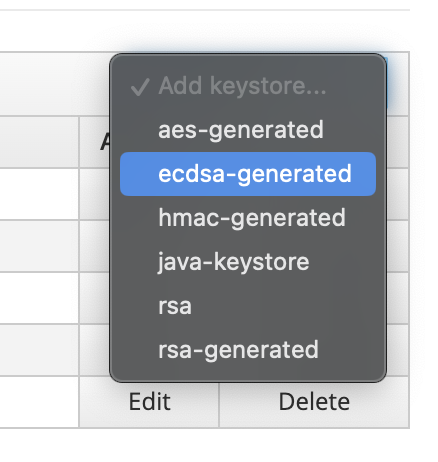 Add keystore...
aes-generated
ecdsa-generated
hmac-generated
java-keystore
rsa
rsa-generated
Edit Delete